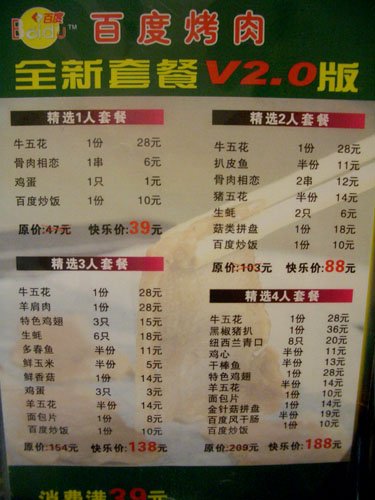 百度
Baidu™
百度烤肉
全新套餐V2.0版
精选1人套餐
牛五花 1份 28元
骨肉相恋 1串 6元
鸡蛋 1只 1元
百度炒饭 1份 10元
原价:47元 快乐价:39元
精选2人套餐
牛五花 1份 28元
扒皮鱼 半份 11元
骨肉相恋 2串 12元
猪五花 半份 14元
生蚝 2只 6元
菇类拼盘 1份 18元
百度炒饭 1份 10元
原价:103元 快乐价:88元
精选3人套餐
牛五花 1份 28元
羊肩肉 1份 28元
特色鸡翅 3只 15元
生蚝 6只 18元
多春鱼 半份 11元
鲜玉米 半份 5元
鲜香菇 1份 14元
鸡蛋 3只 3元
羊五花 半份 14元
面包片 1份 8元
百度炒饭 1份 10元
原价:154元 快乐价:138元
精选4人套餐
牛五花 1份 28元
黑椒猪扒 1份 36元
纽西兰青口 8只 20元
鸡心 半份 11元
干棒鱼 半份 13元
特色鸡翅 1份 28元
羊五花 半份 14元
面包片 1份 10元
金针菇拼盘 1份 14元
百度风干肠 半份 19元
百度炒饭 1份 10元
原价:209元 快乐价:188元
消费满39元